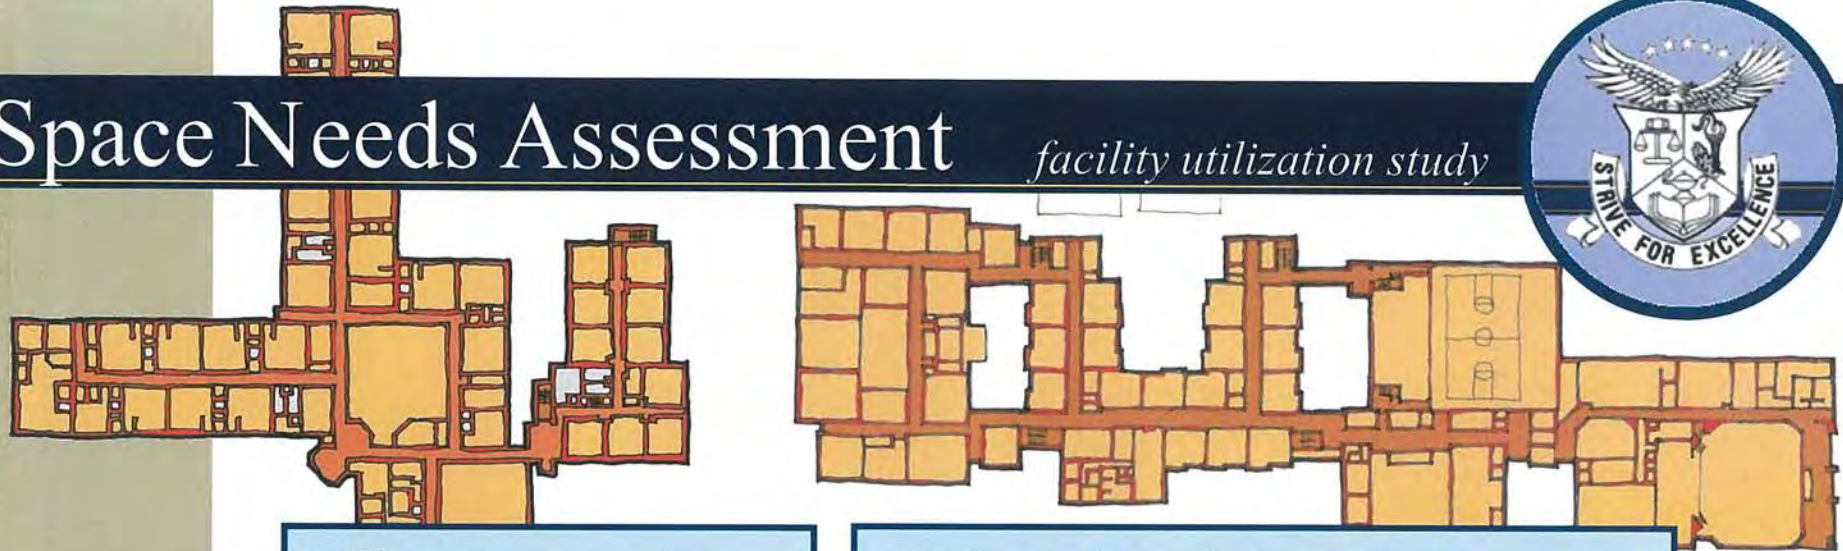 Space Needs Assessment
facility utilization study
STRIVE FOR EXCELLENCE